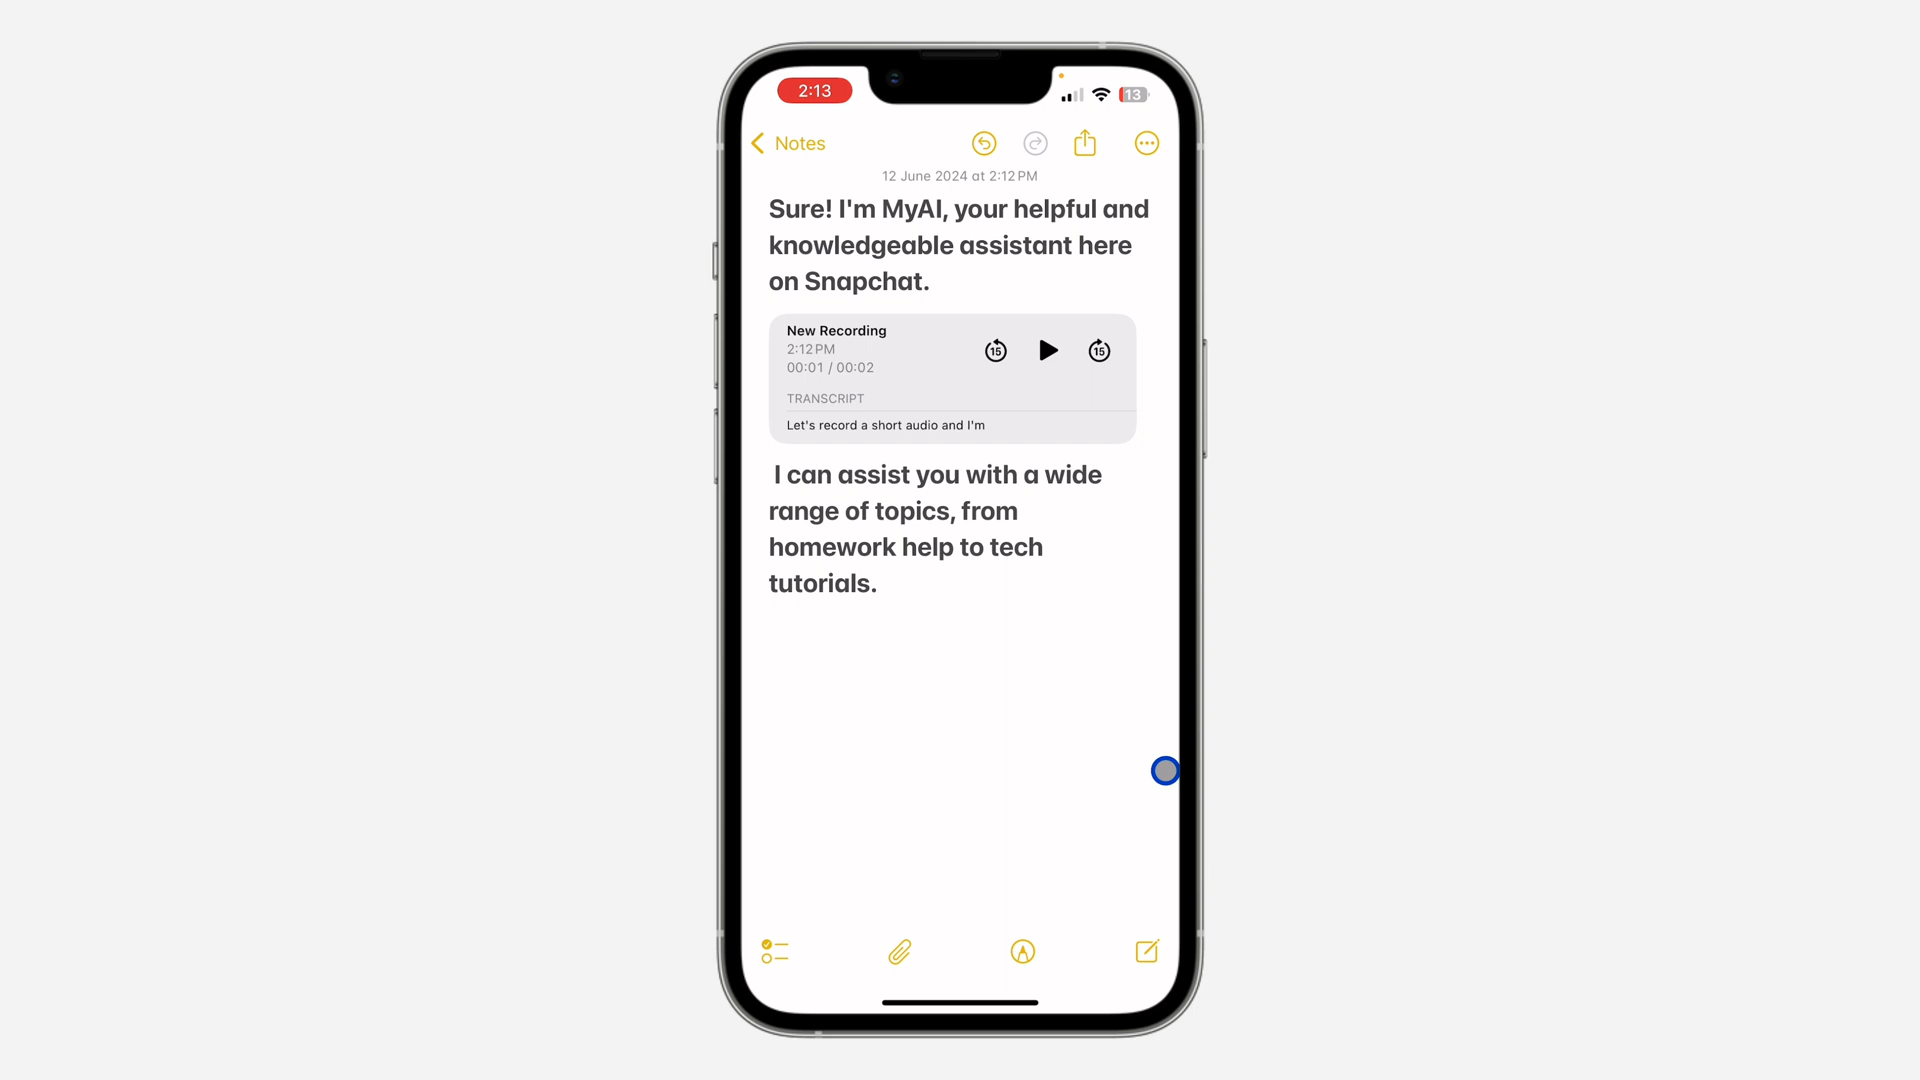 2:13
13
Notes
12 June 2024 at 2:12 PM
Sure! I'm MyAI, your helpful and
knowledgeable assistant here
on Snapchat.
New Recording
2:12 PM
00:01 / 00:02
15
15
TRANSCRIPT
Let's record a short audio and I'm
I can assist you with a wide
range of topics, from
homework help to tech
tutorials.